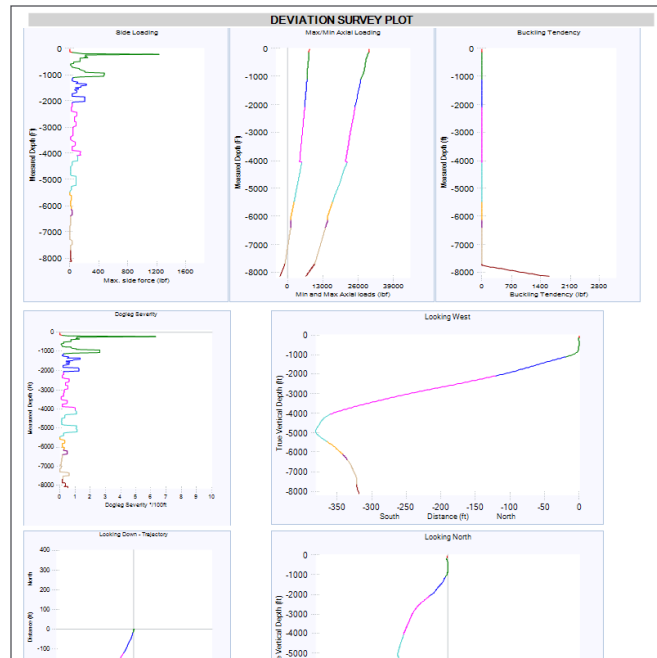 DEVIATION SURVEY PLOT
Side Loading
Max/Min Axial Loading
Buckling Tendency
0
-1000
-2000
-3000
-4000
-5000
-6000
-7000
-8000
Measured Depth (ft)
0 400 800 1200 1600
Max. side force (lbf)
0
-1000
-2000
-3000
-4000
-5000
-6000
-7000
-8000
Measured Depth (ft)
0 13000 26000 39000
Min and Max Axial loads (lbf)
0
-1000
-2000
-3000
-4000
-5000
-6000
-7000
-8000
Measured Depth (ft)
0 700 1400 2100 2800
Buckling Tendency (lbf)
Dogleg Severity
0
-1000
-2000
-3000
-4000
-5000
-6000
-7000
-8000
Measured Depth (ft)
0 1 2 3 4 5 6 7 8 9 10
Dogleg Severity °/100ft
Looking West
0
-1000
-2000
-3000
-4000
-5000
-6000
-7000
-8000
True Vertical Depth (ft)
-350 -300 -250 -200 -150 -100 -50 0
South Distance (ft) North
Looking Down - Trajectory
400
300
200
100
0
-100
North
Distance (ft)
Looking North
0
-1000
-2000
-3000
-4000
-5000
Vertical Depth (ft)